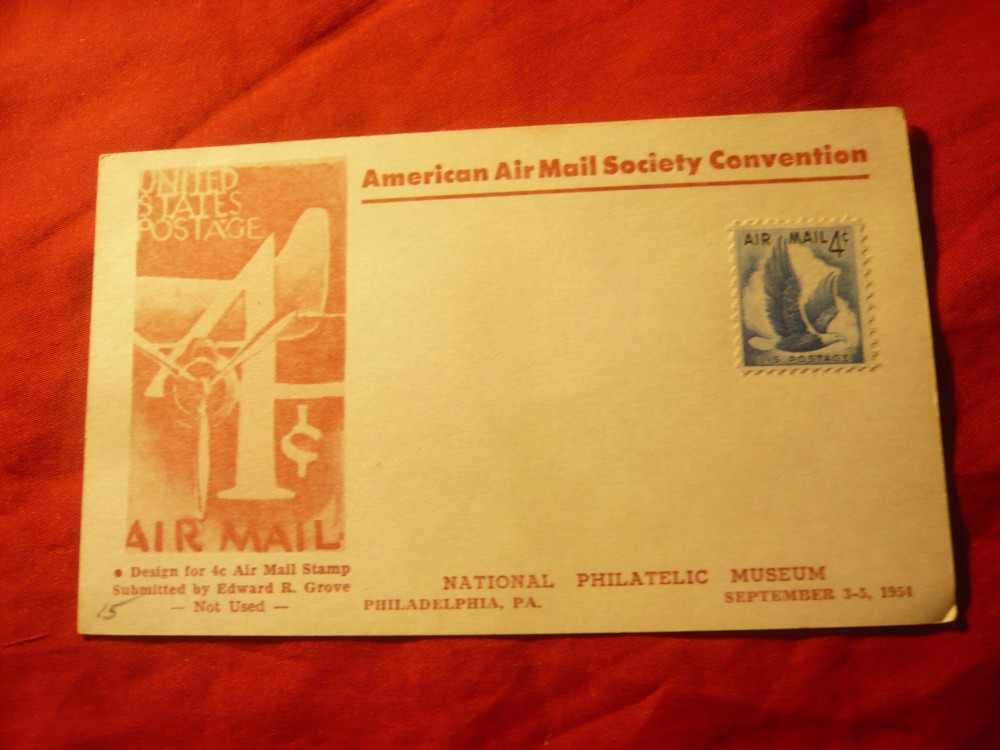 American Air Mail Society Convention
UNITED
STATES
POSTAGE
4¢
AIR MAIL
AIR MAIL 4¢
U.S. POSTAGE
• Design for 4c Air Mail Stamp
Submitted by Edward R. Grove
— Not Used —
15
NATIONAL PHILATELIC MUSEUM
PHILADELPHIA, PA.
SEPTEMBER 3-5, 1954